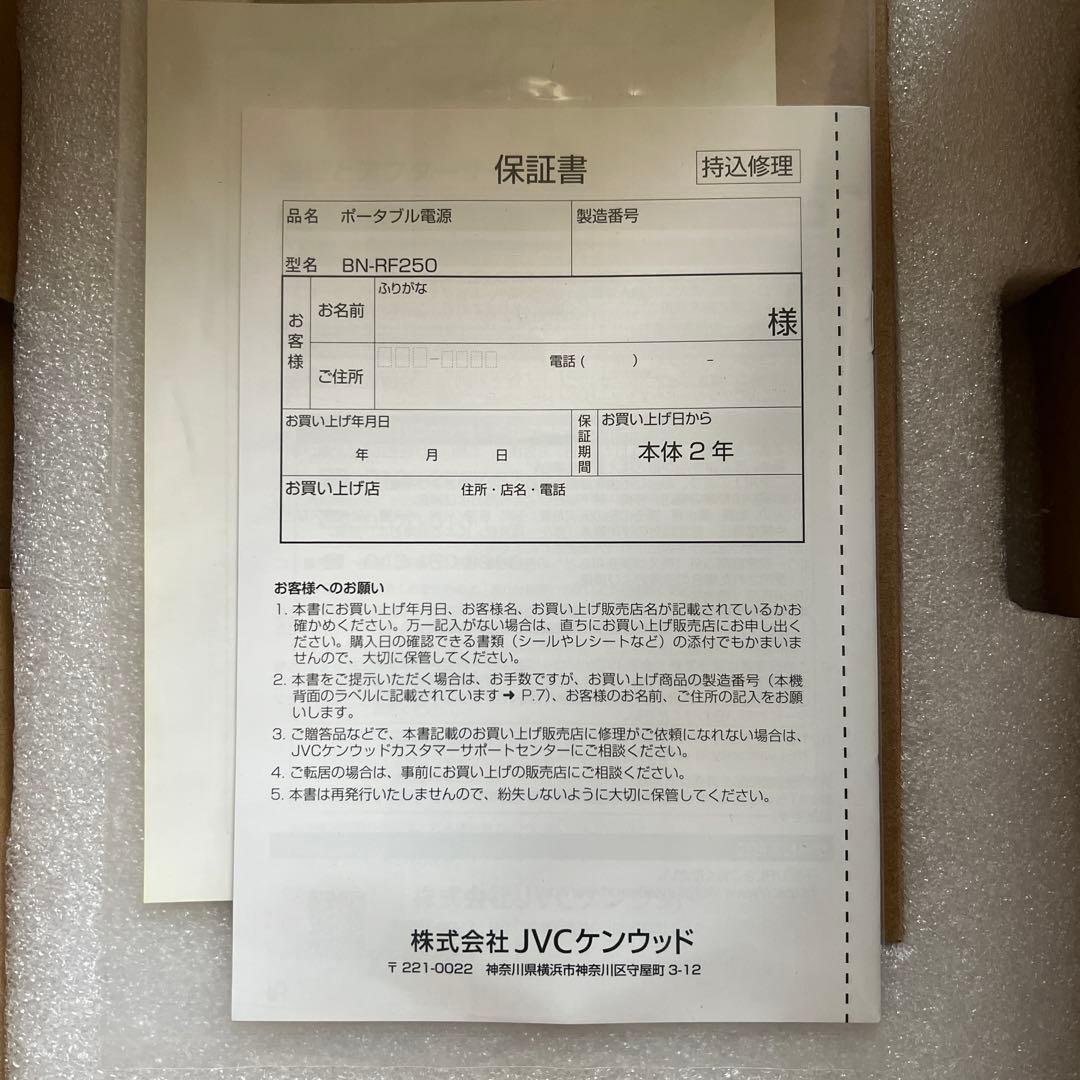 保証書
持込修理
品名 ポータブル電源
製造番号
型名 BN-RF250
お客様
お名前
ふりがな
様
ご住所
- 電話 ( ) -
お買い上げ年月日
年 月 日
保証期間
お買い上げ日から
本体 2 年
お買い上げ店 住所・店名・電話
お客様へのお願い
1. 本書にお買い上げ年月日、お客様名、お買い上げ販売店名が記載されているかお
確かめください。万一記入がない場合は、直ちにお買い上げ販売店にお申し出く
ださい。購入日の確認できる書類（シールやレシートなど）の添付でもかまいま
せんので、大切に保管してください。
2. 本書をご提示いただく場合は、お手数ですが、お買い上げ商品の製造番号（本機
背面のラベルに記載されています➜ P.7）、お客様のお名前、ご住所の記入をお願
いします。
3. ご贈答品などで、本書記載のお買い上げ販売店に修理がご依頼になれない場合は、
JVCケンウッドカスタマーサポートセンターにご相談ください。
4. ご転居の場合は、事前にお買い上げの販売店にご相談ください。
5. 本書は再発行いたしませんので、紛失しないように大切に保管してください。
株式会社 JVCケンウッド
〒 221-0022 神奈川県横浜市神奈川区守屋町 3-12